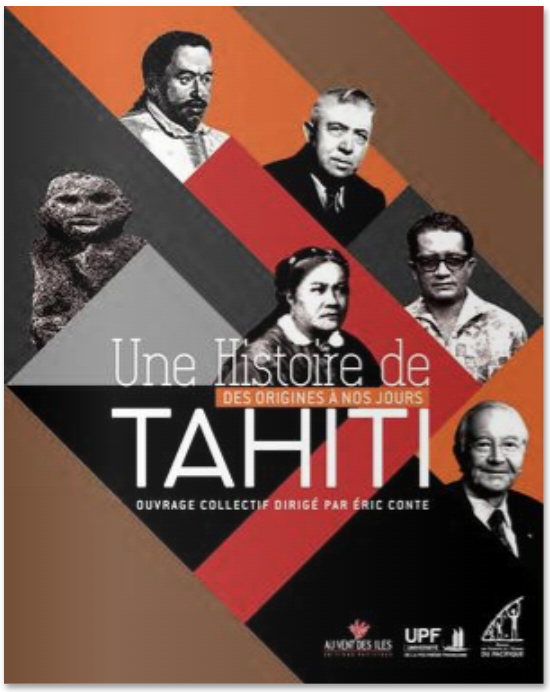 Une Histoire de
DES ORIGINES À NOS JOURS
TAHITI
OUVRAGE COLLECTIF DIRIGÉ PAR ÉRIC CONTE
AU VENT DES ILES
UPF
DU PACIFIQUE